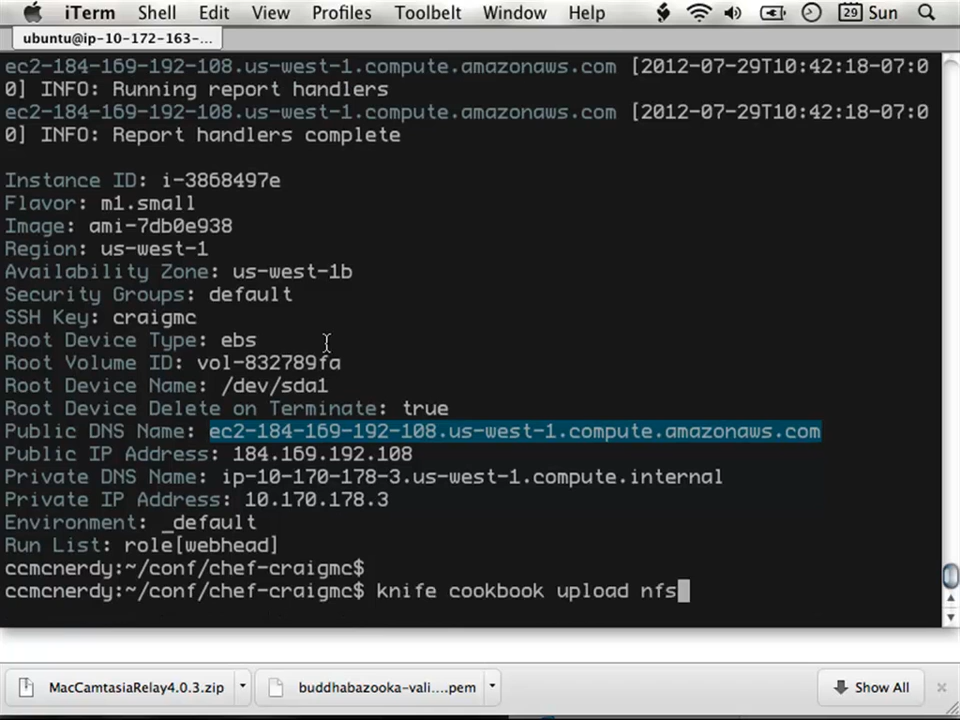 iTerm Shell Edit View Profiles Toolbelt Window Help 29 Sun
ubuntu@ip-10-172-163-...
ec2-184-169-192-108.us-west-1.compute.amazonaws.com [2012-07-29T10:42:18-07:0
0] INFO: Running report handlers
ec2-184-169-192-108.us-west-1.compute.amazonaws.com [2012-07-29T10:42:18-07:0
0] INFO: Report handlers complete
Instance ID: i-3868497e
Flavor: m1.small
Image: ami-7db0e938
Region: us-west-1
Availability Zone: us-west-1b
Security Groups: default
SSH Key: craigmc
Root Device Type: ebs
Root Volume ID: vol-832789fa
Root Device Name: /dev/sda1
Root Device Delete on Terminate: true
Public DNS Name: ec2-184-169-192-108.us-west-1.compute.amazonaws.com
Public IP Address: 184.169.192.108
Private DNS Name: ip-10-170-178-3.us-west-1.compute.internal
Private IP Address: 10.170.178.3
Environment: _default
Run List: role[webhead]
ccmcnerdy:~/conf/chef-craigmc$
ccmcnerdy:~/conf/chef-craigmc$ knife cookbook upload nfs
MacCamtasiaRelay4.0.3.zip buddhabazooka-vali....pem Show All